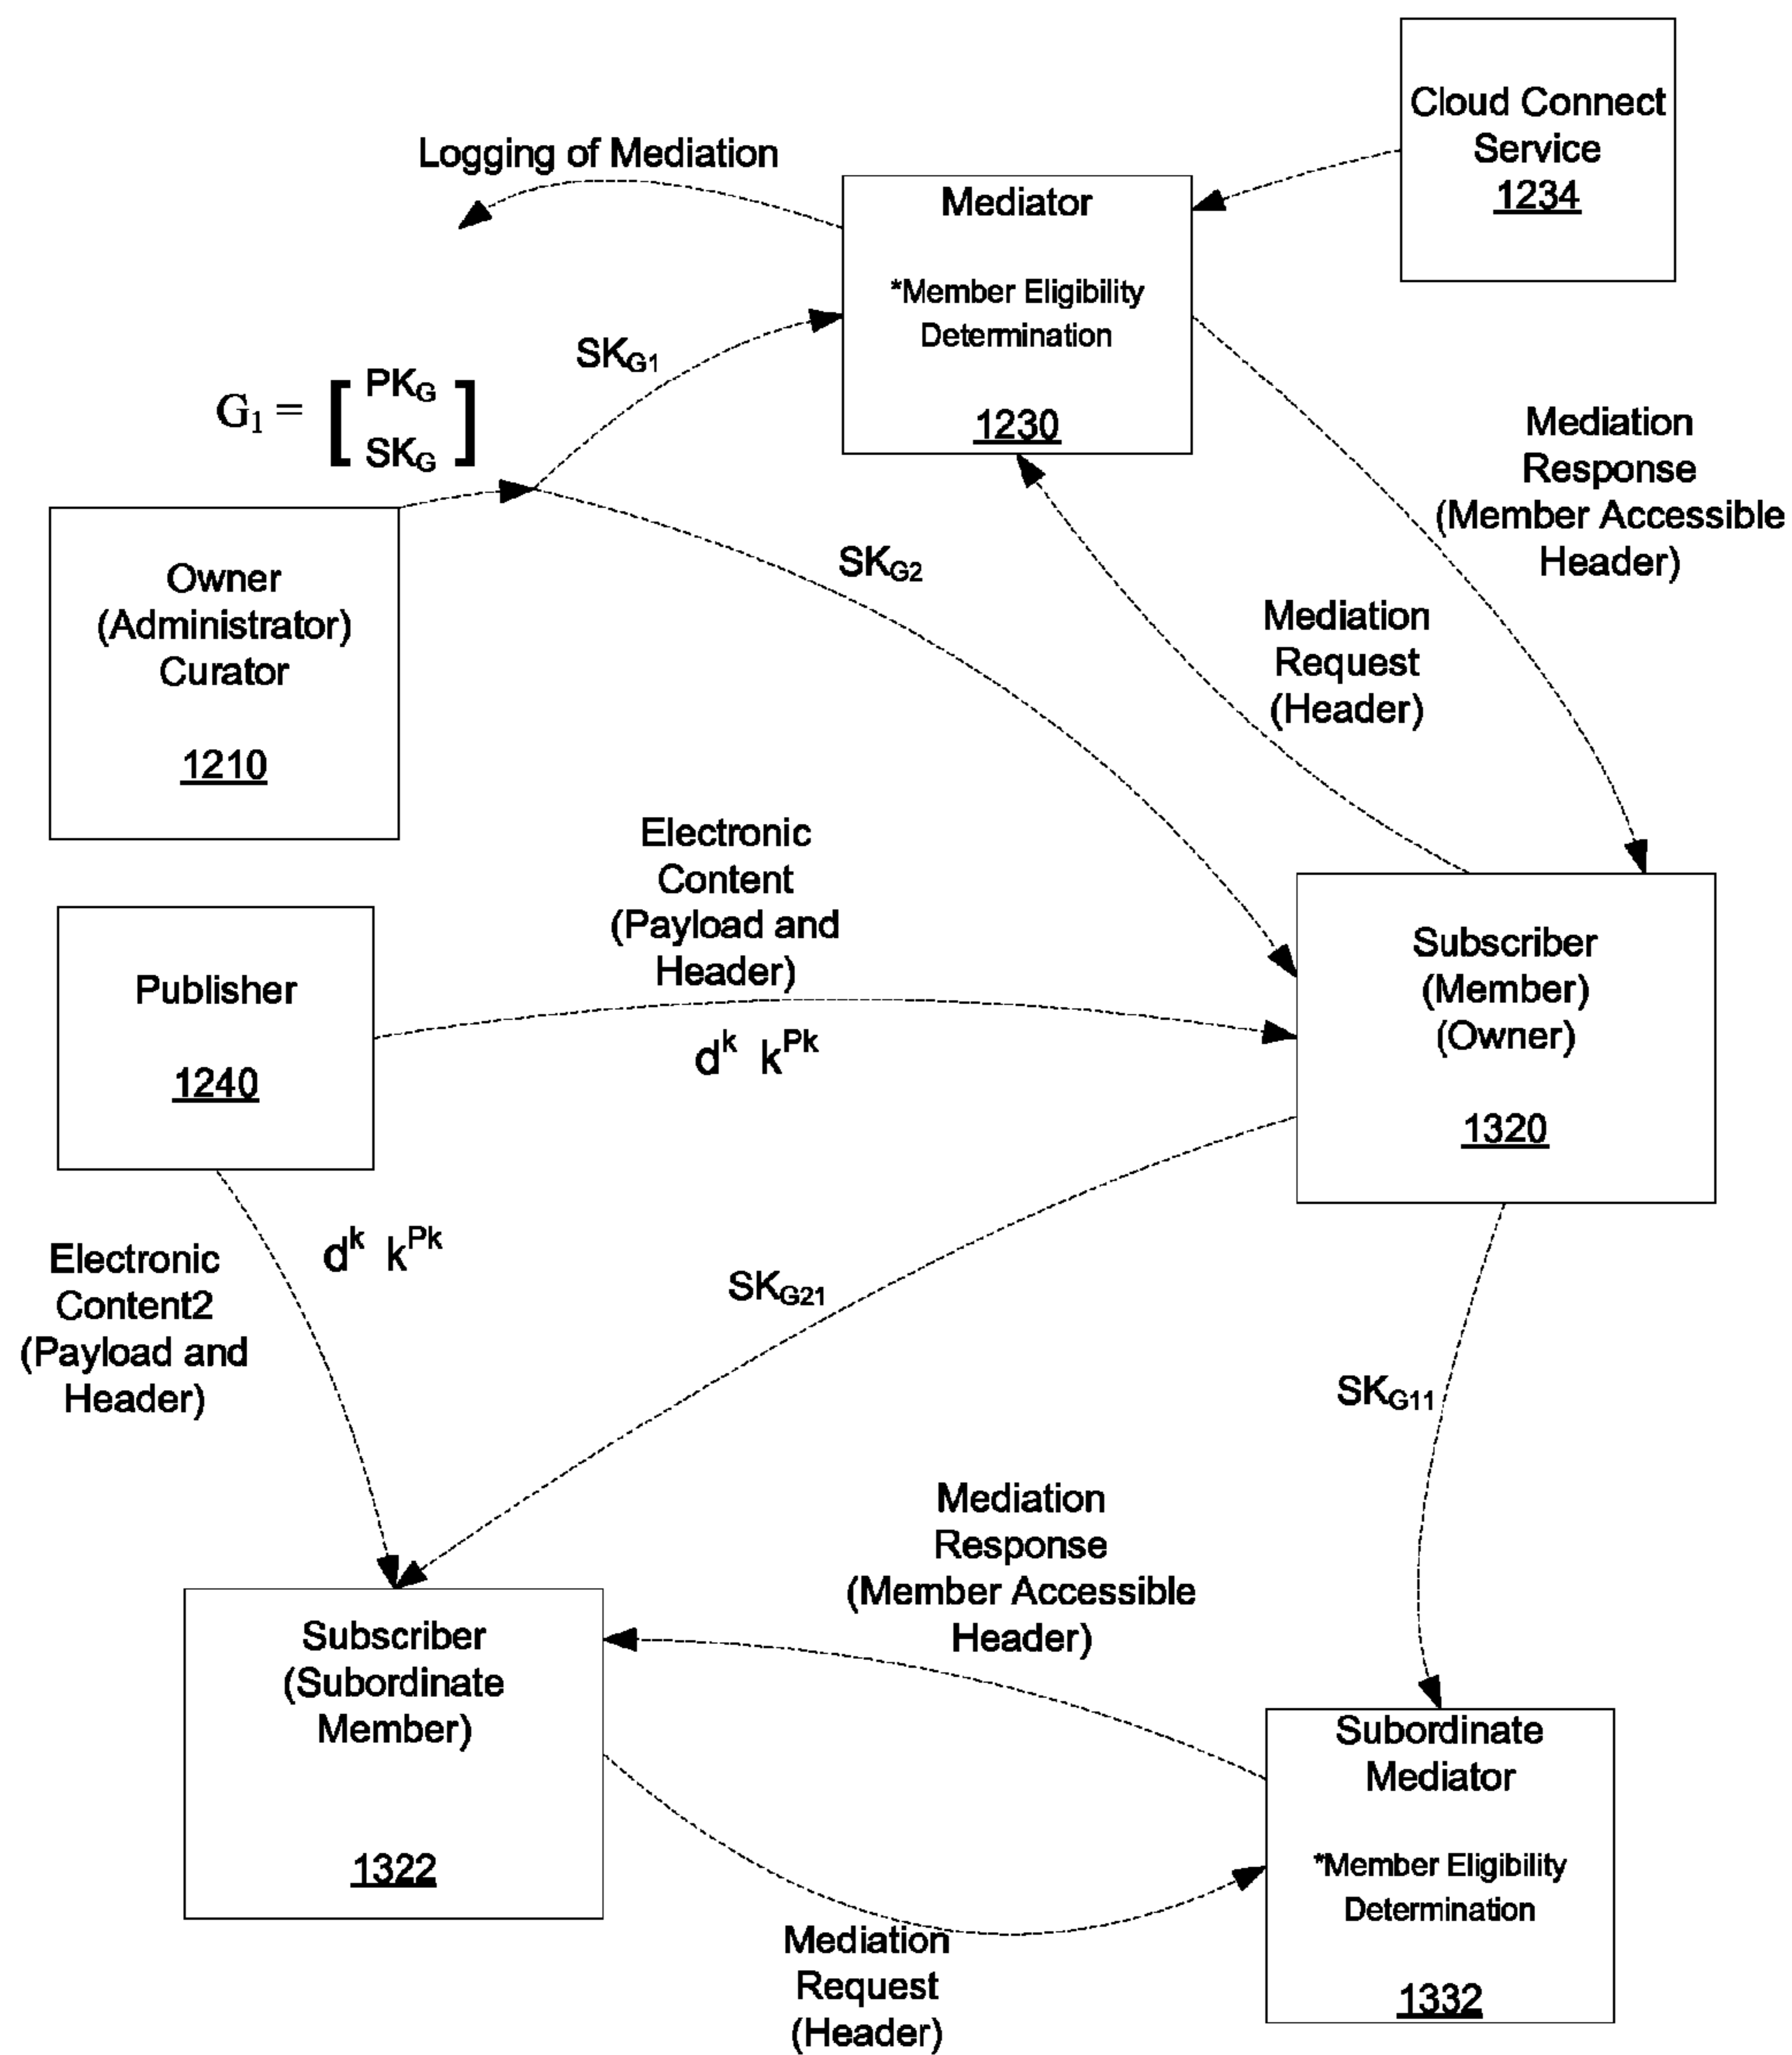 Cloud Connect
Service
1234
Logging of Mediation
Mediator
*Member Eligibility
Determination
1230
SKG1
G1 = [ PKG
SKG ]
Mediation
Response
(Member Accessible
Header)
SKG2
Owner
(Administrator)
Curator
1210
Mediation
Request
(Header)
Electronic
Content
(Payload and
Header)
Publisher
1240
dk kPk
Subscriber
(Member)
(Owner)
1320
Electronic
Content2
(Payload and
Header)
dk kPk
SKG21
SKG11
Mediation
Response
(Member Accessible
Header)
Subscriber
(Subordinate
Member)
1322
Subordinate
Mediator
*Member Eligibility
Determination
1332
Mediation
Request
(Header)